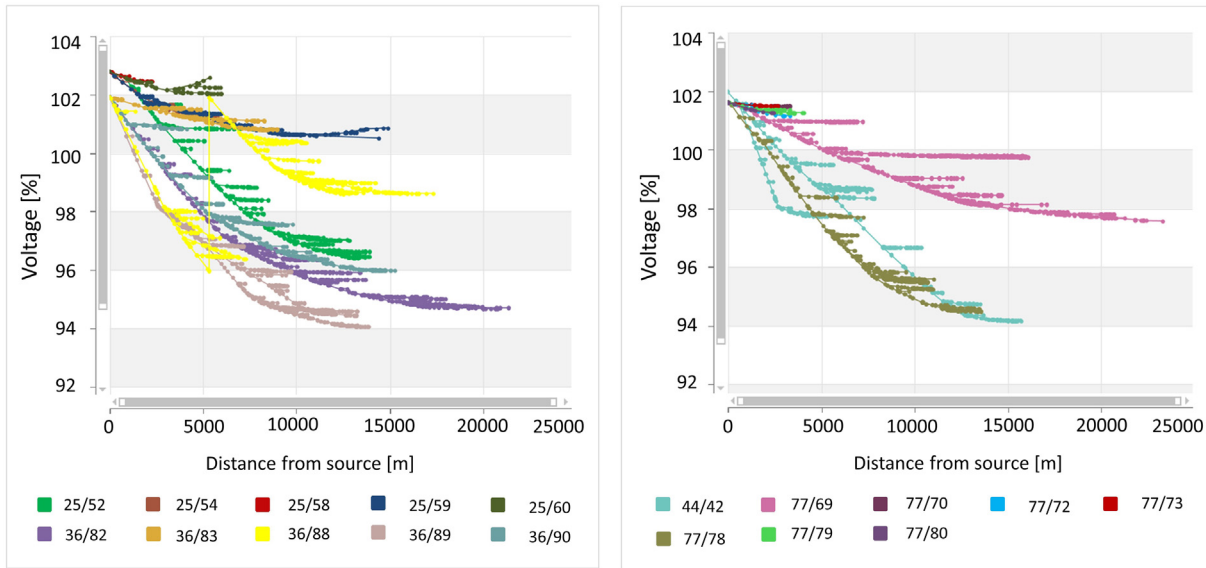 104
102
100
98
96
94
92
Voltage [%]
0 5000 10000 15000 20000 25000
Distance from source [m]
25/52 25/54 25/58 25/59 25/60
36/82 36/83 36/88 36/89 36/90
104
102
100
98
96
94
92
Voltage [%]
0 5000 10000 15000 20000 25000
Distance from source [m]
44/42 77/69 77/70 77/72 77/73
77/78 77/79 77/80